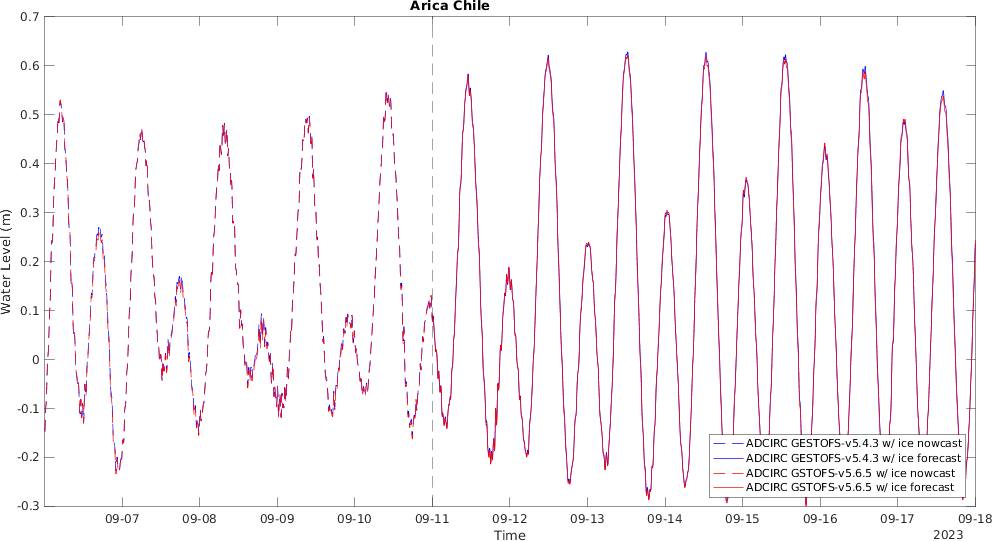 Arica Chile
0.7
0.6
0.5
0.4
0.3
0.2
0.1
0
-0.1
-0.2
-0.3
Water Level (m)
ADCIRC GESTOFS-v5.4.3 w/ ice nowcast
ADCIRC GESTOFS-v5.4.3 w/ ice forecast
ADCIRC GSTOFS-v5.6.5 w/ ice nowcast
ADCIRC GSTOFS-v5.6.5 w/ ice forecast
09-07 09-08 09-09 09-10 09-11 09-12 09-13 09-14 09-15 09-16 09-17 09-18
Time
2023